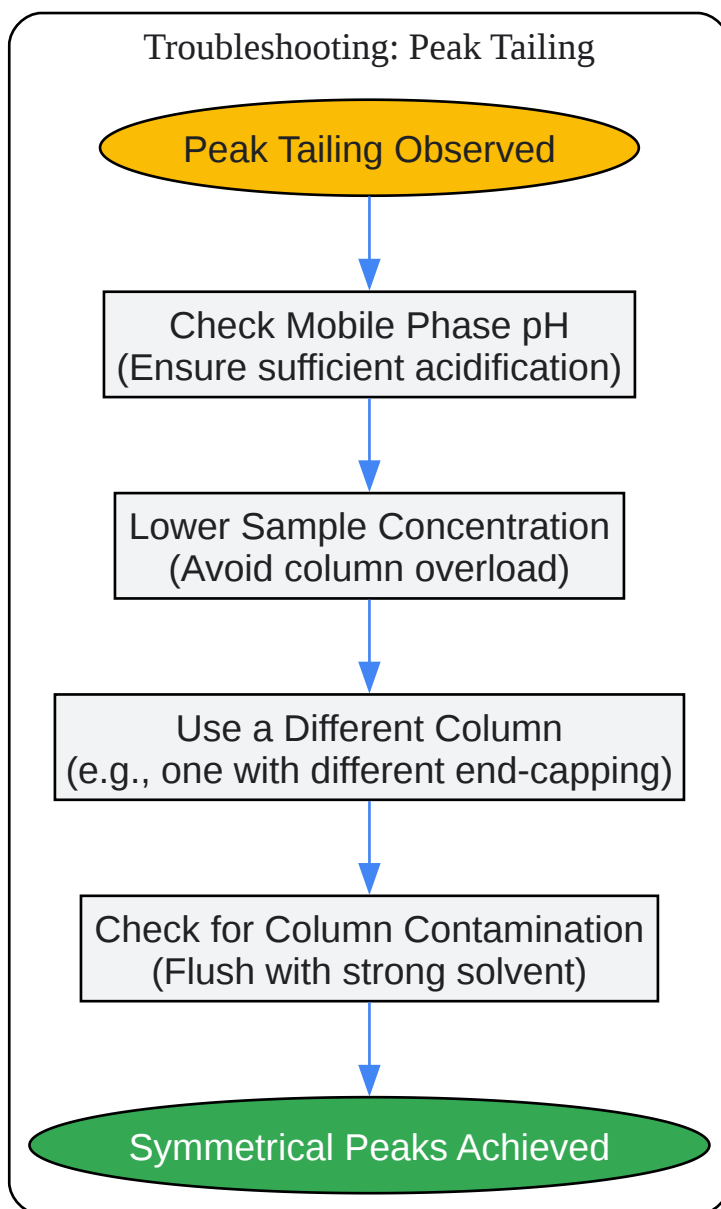 Troubleshooting: Peak Tailing
Peak Tailing Observed
Check Mobile Phase pH
(Ensure sufficient acidification)
Lower Sample Concentration
(Avoid column overload)
Use a Different Column
(e.g., one with different end-capping)
Check for Column Contamination
(Flush with strong solvent)
Symmetrical Peaks Achieved